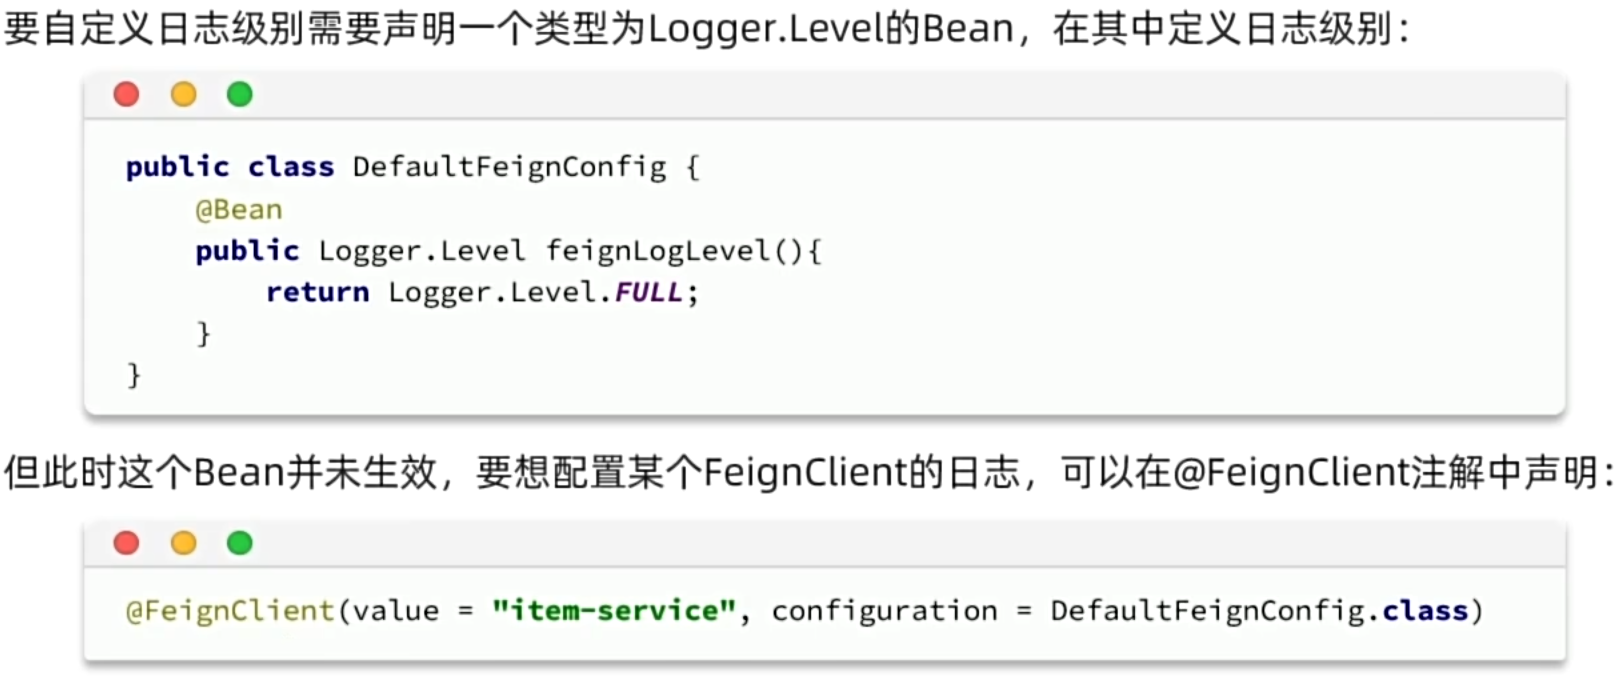 要自定义日志级别需要声明一个类型为Logger.Level的Bean，在其中定义日志级别：
public class DefaultFeignConfig {
@Bean
public Logger.Level feignLogLevel(){
return Logger.Level.FULL;
}
}
但此时这个Bean并未生效，要想配置某个FeignClient的日志，可以在@FeignClient注解中声明：
@FeignClient(value = "item-service", configuration = DefaultFeignConfig.class)